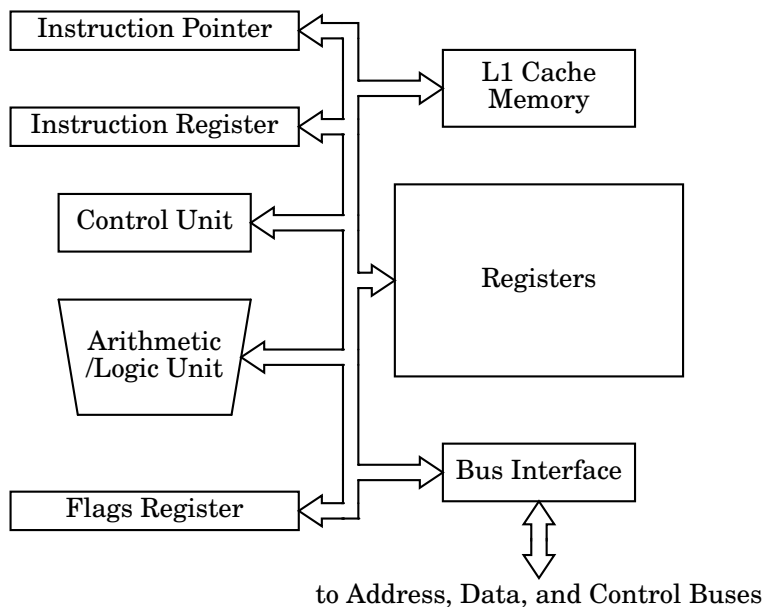 Instruction Pointer
L1 Cache
Memory
Instruction Register
Control Unit
Registers
Arithmetic
/Logic Unit
Bus Interface
Flags Register
to Address, Data, and Control Buses